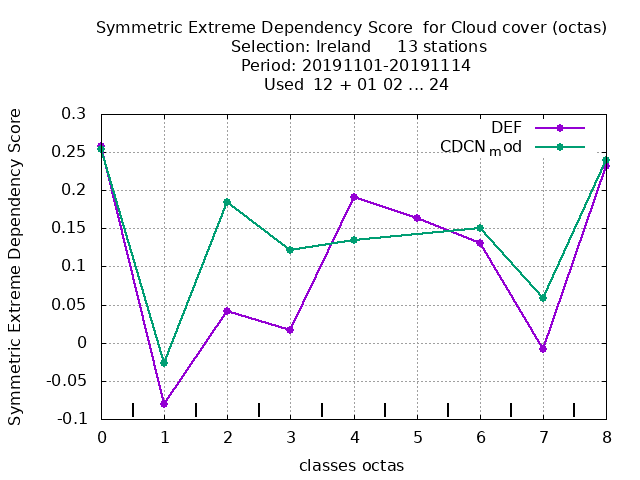 Symmetric Extreme Dependency Score  for Cloud cover (octas)
Selection: Ireland     13 stations
Period: 20191101-20191114
Used  12 + 01 02 ... 24
Symmetric Extreme Dependency Score
0.3
0.25
0.2
0.15
0.1
0.05
0
-0.05
-0.1
DEF
CDCNmod
0 1 2 3 4 5 6 7 8
classes octas